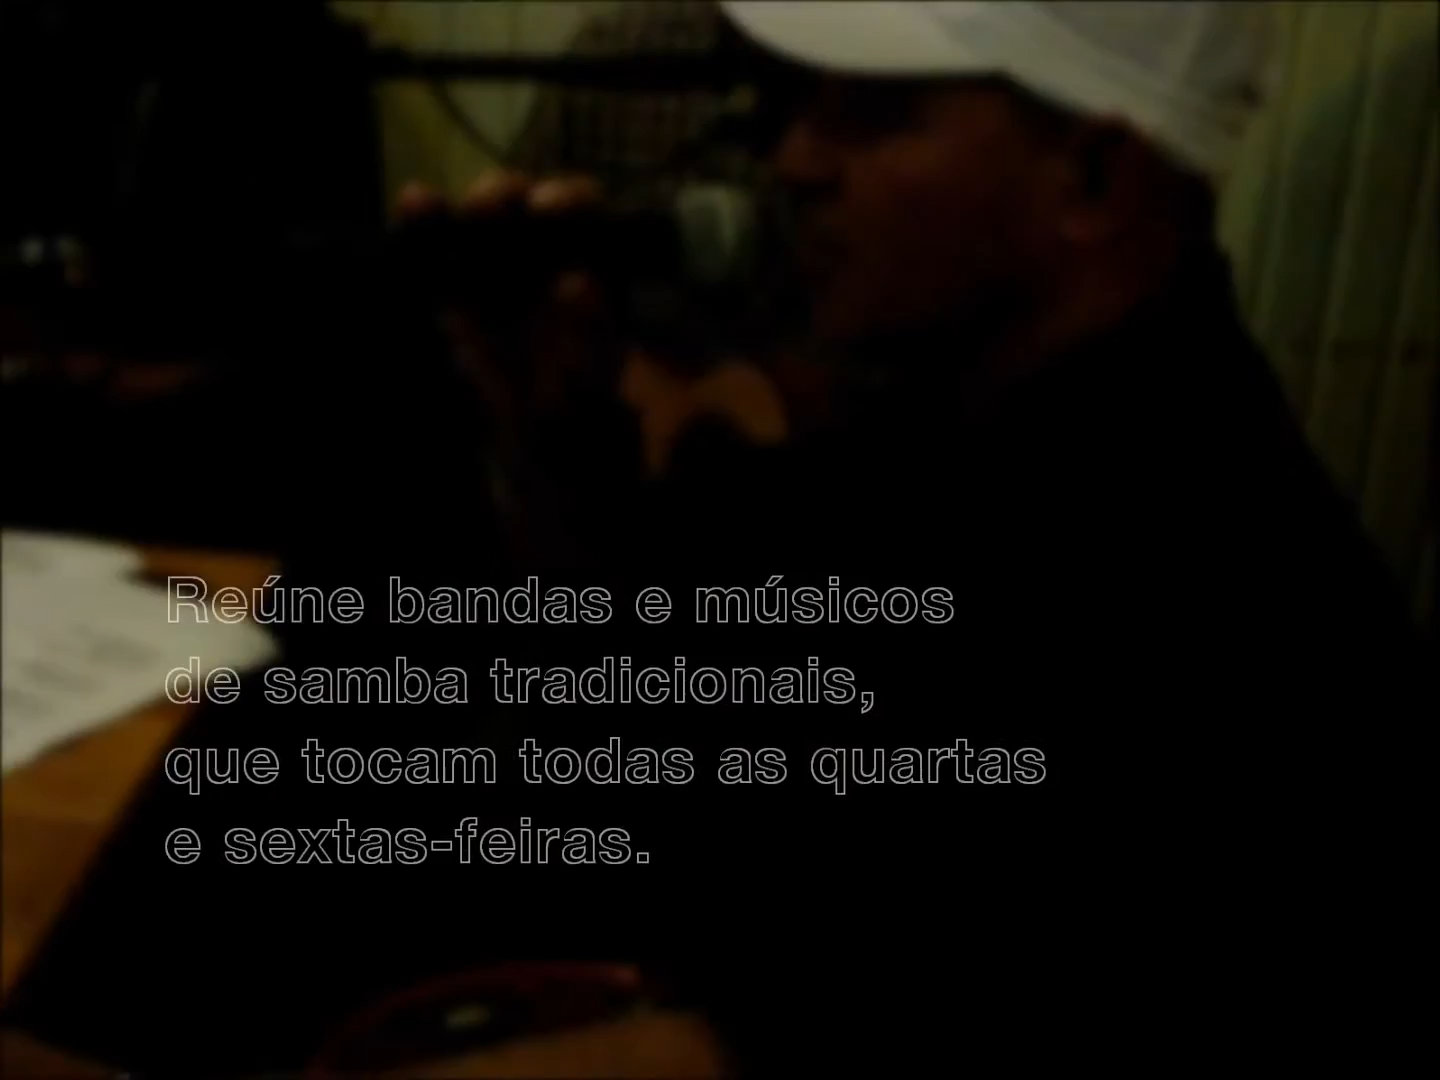 Reúne bandas e músicos
de samba tradicionais,
que tocam todas as quartas
e sextas-feiras.